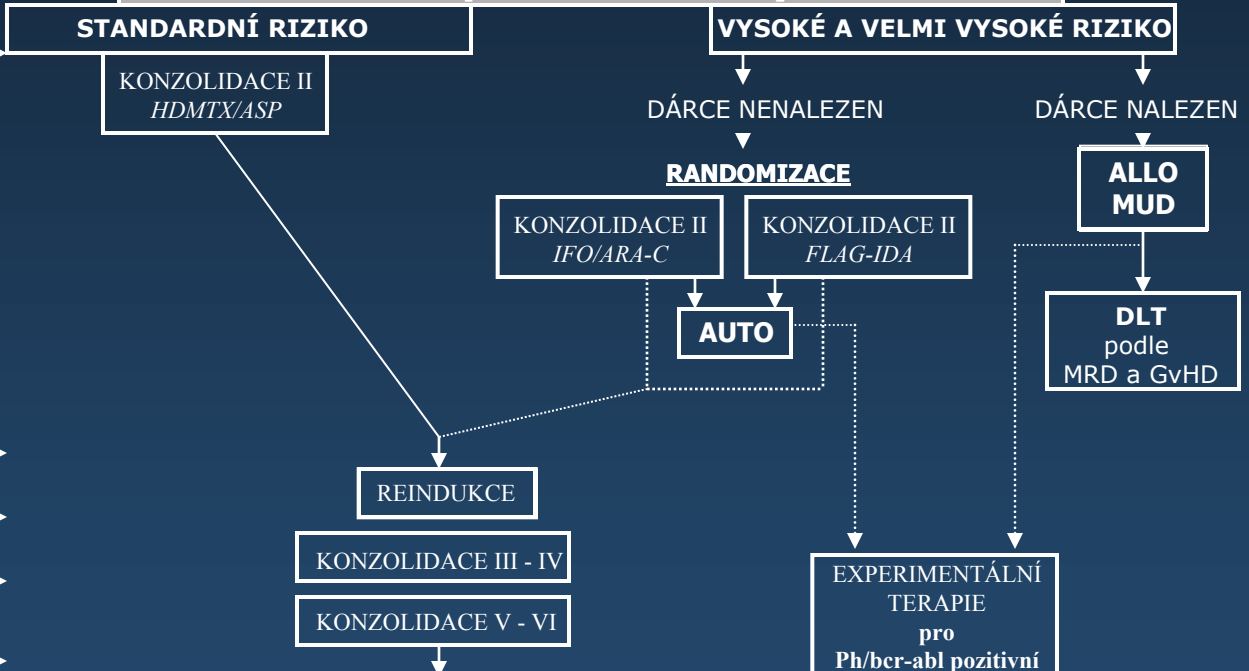 STANDARDNÍ RIZIKO
VYSOKÉ A VELMI VYSOKÉ RIZIKO
KONZOLIDACE II
HDMTX/ASP
DÁRCE NENALEZEN
DÁRCE NALEZEN
RANDOMIZACE
ALLO
MUD
KONZOLIDACE II
IFO/ARA-C
KONZOLIDACE II
FLAG-IDA
AUTO
DLT
podle
MRD a GvHD
REINDUKCE
KONZOLIDACE III - IV
KONZOLIDACE V - VI
EXPERIMENTÁLNÍ
TERAPIE
pro
Ph/bcr-abl pozitivní